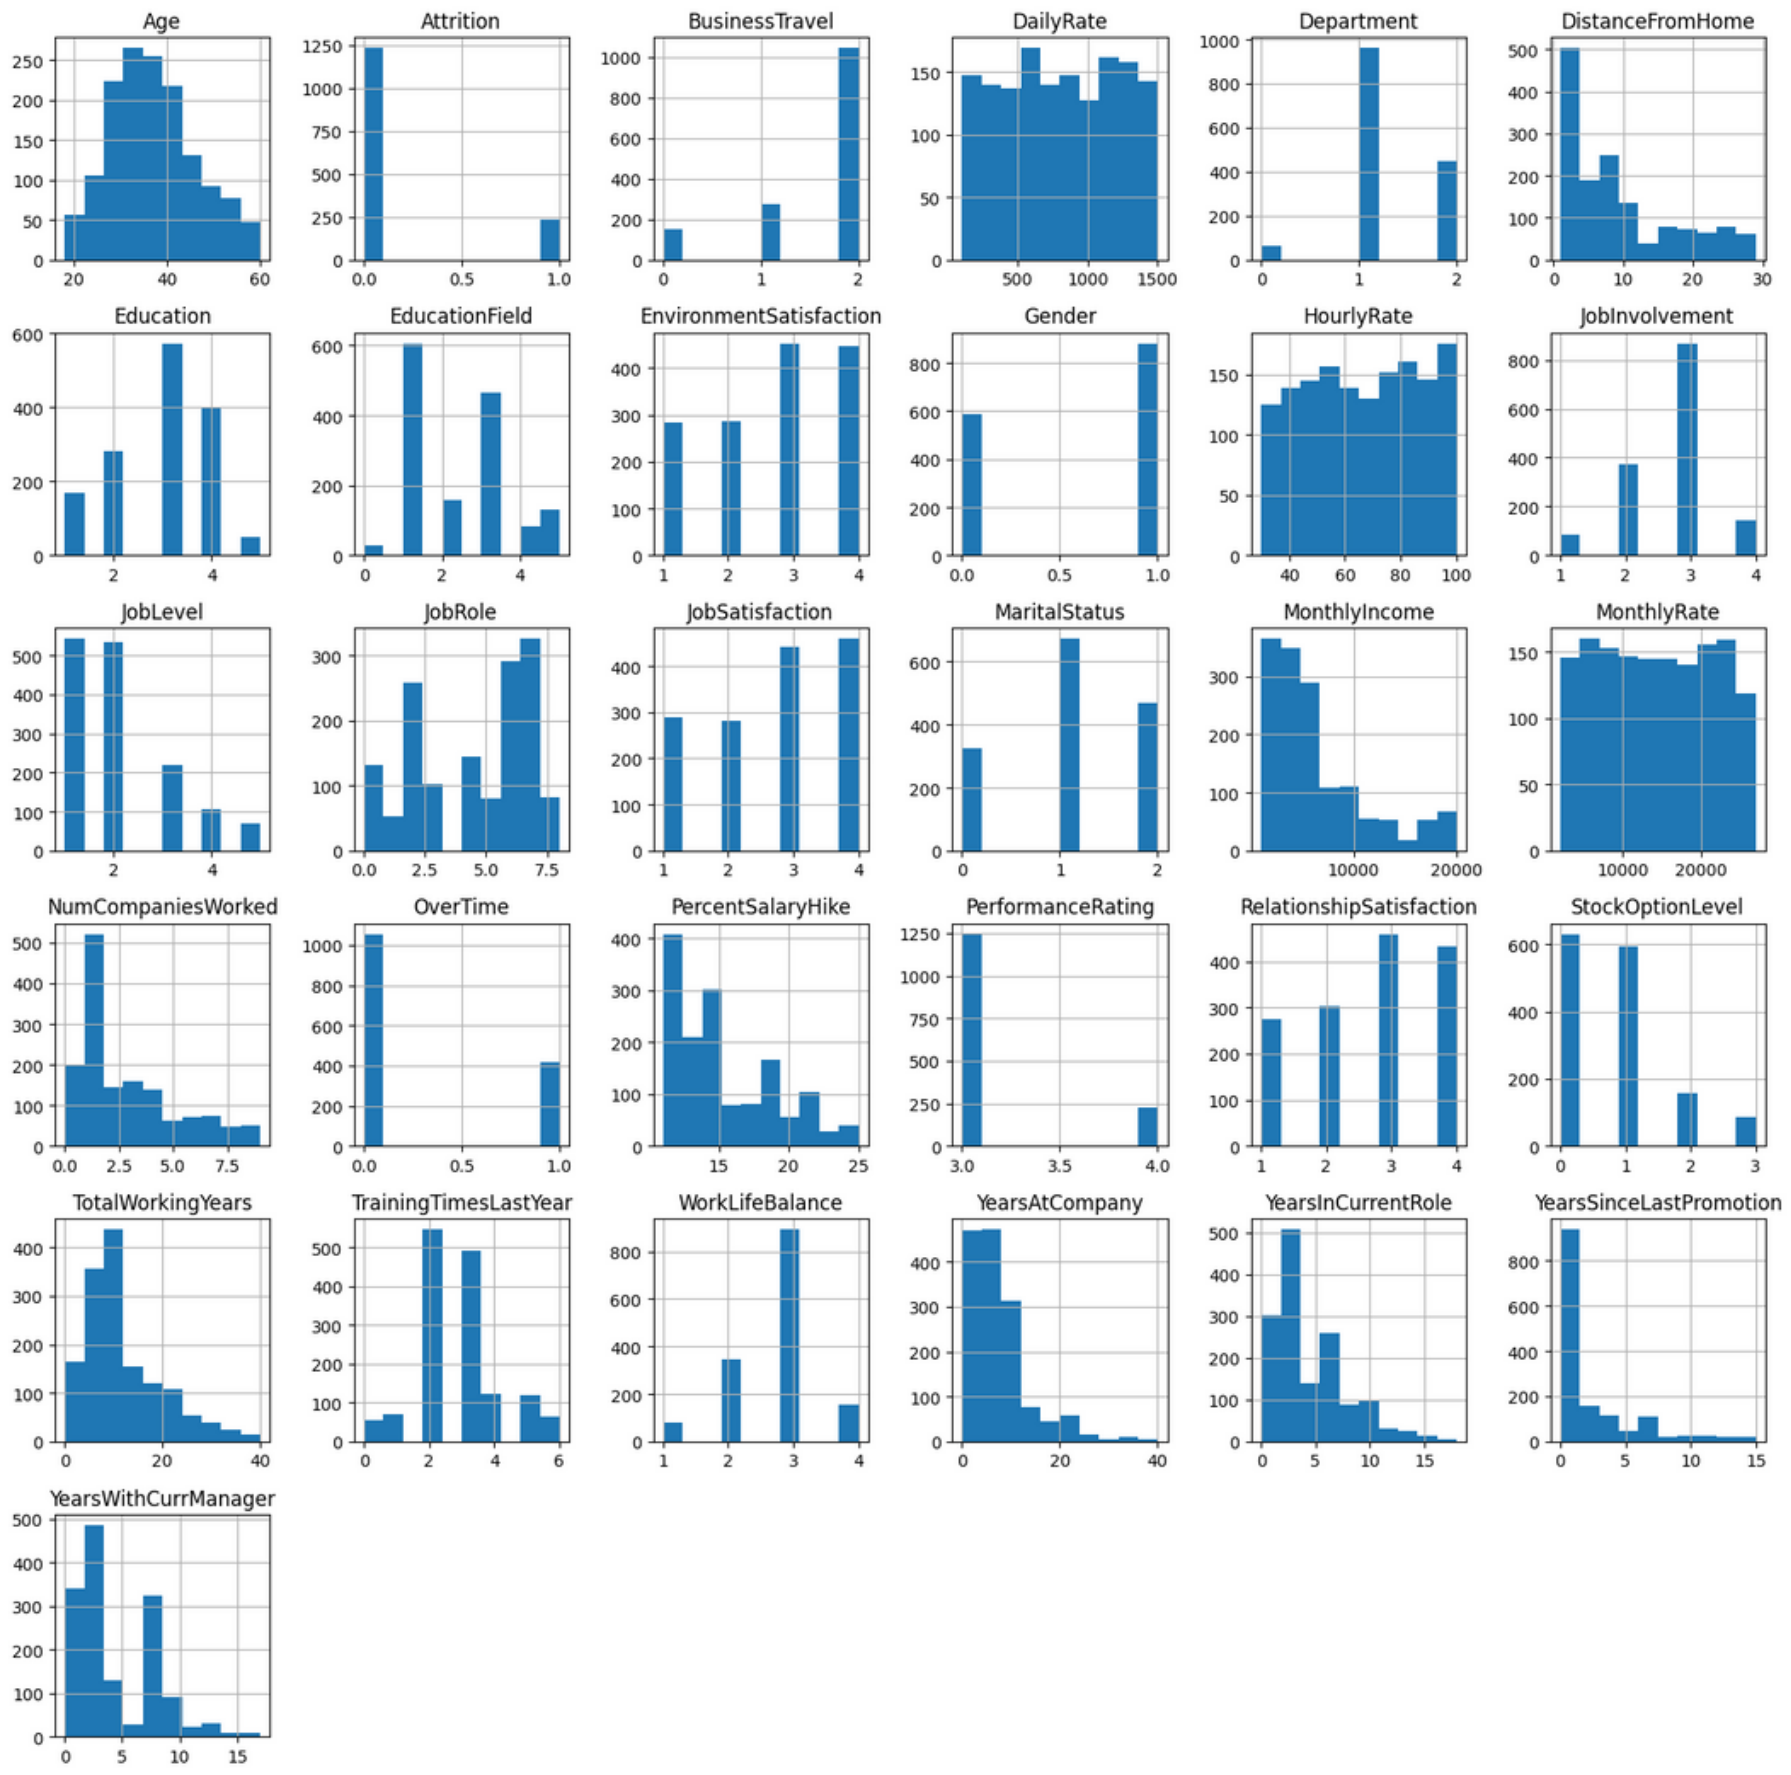 Age Attrition BusinessTravel DailyRate Department DistanceFromHome
250 200 150 100 50 0 1250 1000 750 500 250 0 1000 800 600 400 200 0 150 100 50 0 1000 800 600 400 200 0 500 400 300 200 100 0
20 40 60 0.0 0.5 1.0 0 1 2 500 1000 1500 0 1 2 0 10 20 30
Education EducationField EnvironmentSatisfaction Gender HourlyRate JobInvolvement
600 400 200 0 600 400 200 0 400 300 200 100 0 800 600 400 200 0 150 100 50 0 800 600 400 200 0
2 4 0 2 4 1 2 3 4 0.0 0.5 1.0 40 60 80 100 1 2 3 4
JobLevel JobRole JobSatisfaction MaritalStatus MonthlyIncome MonthlyRate
500 400 300 200 100 0 300 200 100 0 400 300 200 100 0 600 400 200 0 300 200 100 0 150 100 50 0
2 4 0.0 2.5 5.0 7.5 1 2 3 4 0 1 2 10000 20000 10000 20000
NumCompaniesWorked OverTime PercentSalaryHike PerformanceRating RelationshipSatisfaction StockOptionLevel
500 400 300 200 100 0 1000 800 600 400 200 0 400 300 200 100 0 1250 1000 750 500 250 0 400 300 200 100 0 600 400 200 0
0.0 2.5 5.0 7.5 0.0 0.5 1.0 15 20 25 3.0 3.5 4.0 1 2 3 4 0 1 2 3
TotalWorkingYears TrainingTimesLastYear WorkLifeBalance YearsAtCompany YearsInCurrentRole YearsSinceLastPromotion
400 300 200 100 0 500 400 300 200 100 0 800 600 400 200 0 400 300 200 100 0 500 400 300 200 100 0 800 600 400 200 0
0 20 40 0 2 4 6 1 2 3 4 0 20 40 0 5 10 15 0 5 10 15
YearsWithCurrManager
500 400 300 200 100 0
0 5 10 15